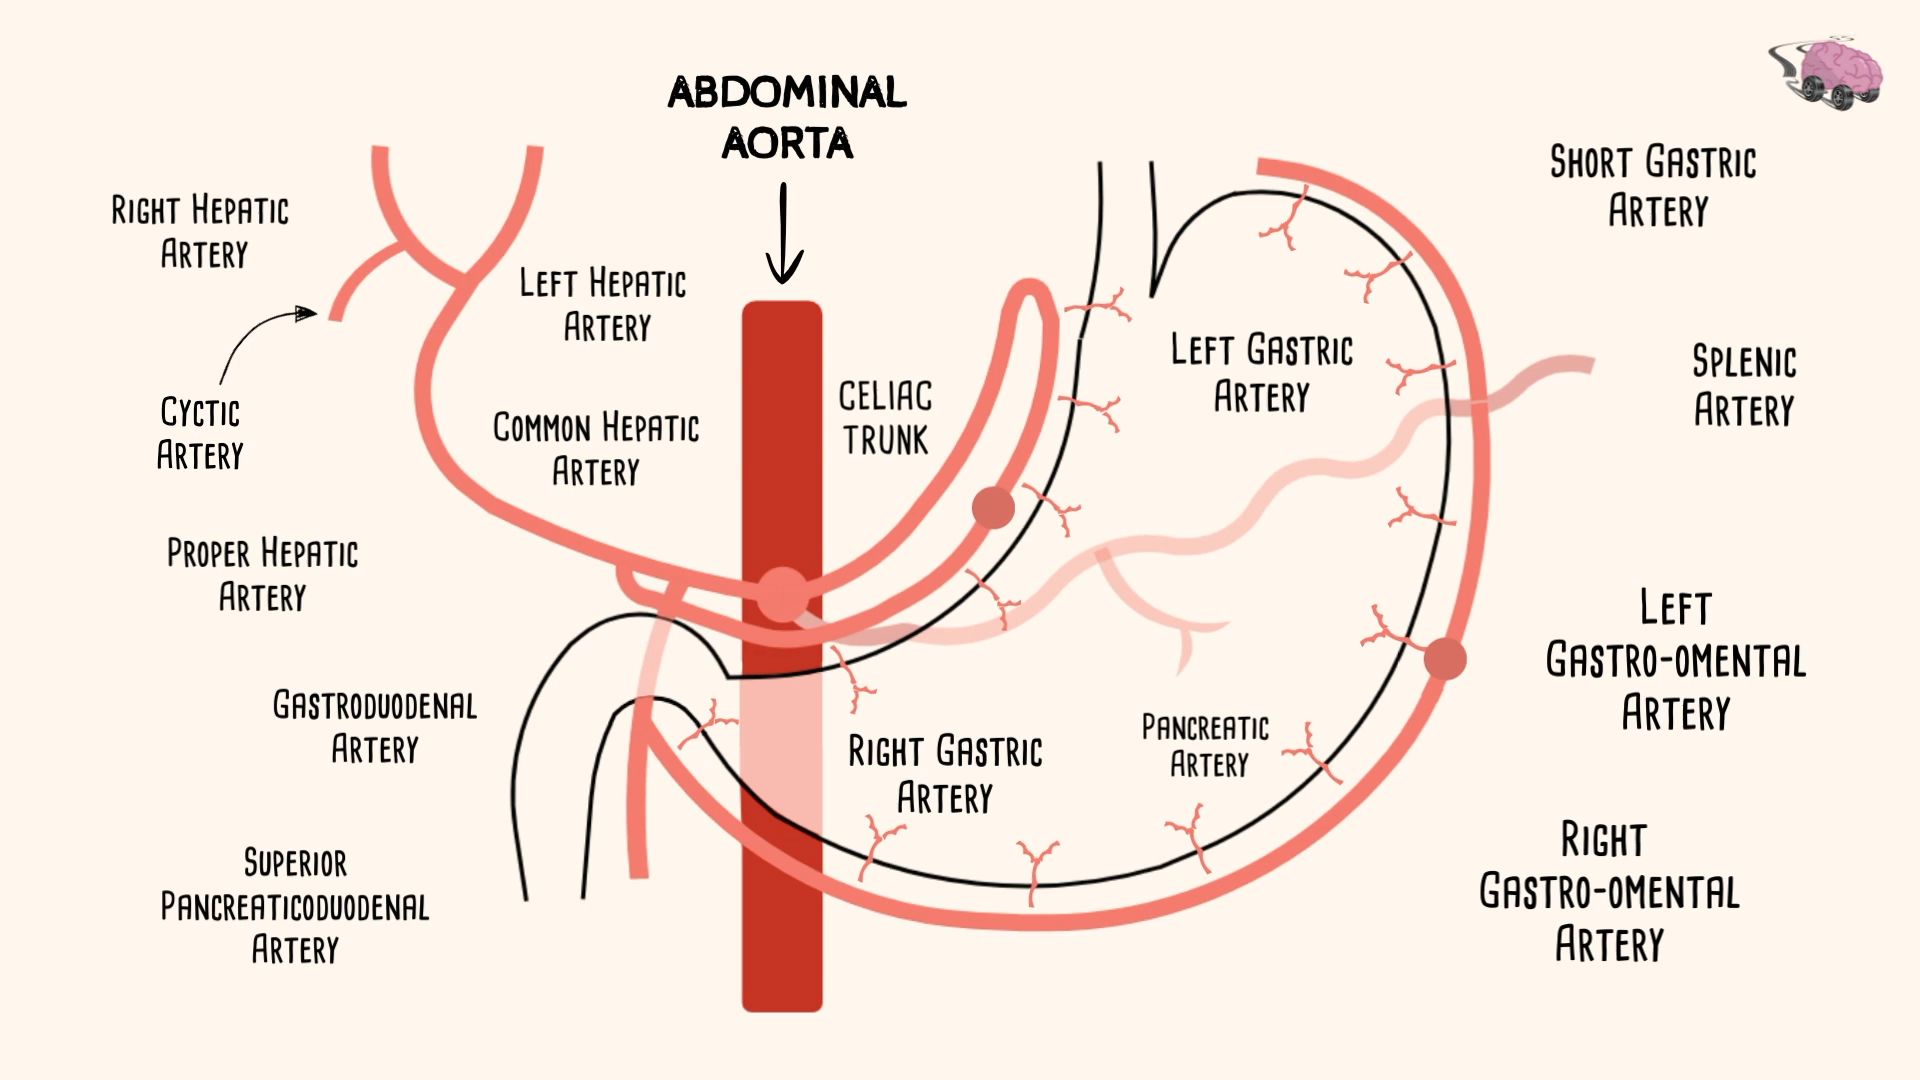 ABDOMINAL
AORTA
RIGHT HEPATIC
ARTERY
LEFT HEPATIC
ARTERY
CYCTIC
ARTERY
COMMON HEPATIC
ARTERY
CELIAC
TRUNK
PROPER HEPATIC
ARTERY
GASTRODUODENAL
ARTERY
SUPERIOR
PANCREATICODUODENAL
ARTERY
LEFT GASTRIC
ARTERY
RIGHT GASTRIC
ARTERY
PANCREATIC
ARTERY
SHORT GASTRIC
ARTERY
SPLENIC
ARTERY
LEFT
GASTRO-OMENTAL
ARTERY
RIGHT
GASTRO-OMENTAL
ARTERY